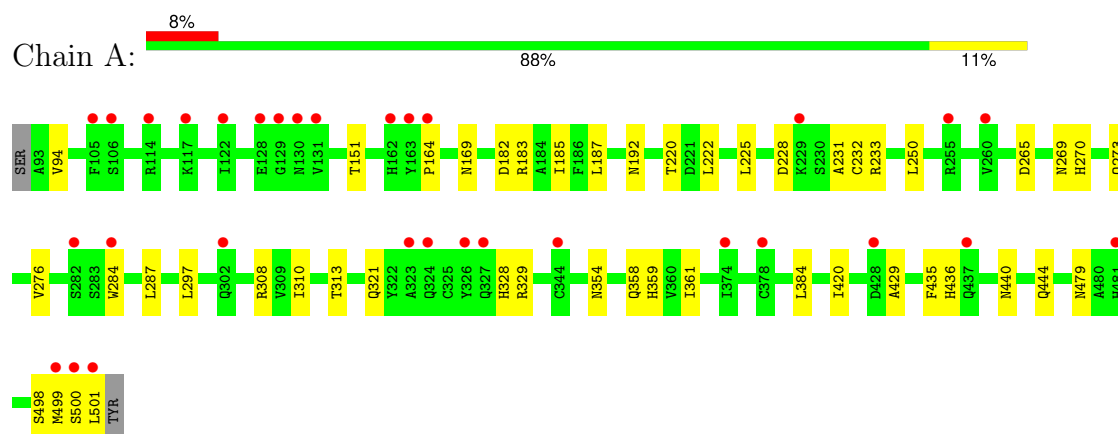 8%
Chain A:
88% 11%
SER A93 V94 F105 S106 R114 K117 I122 E128 G129 N130 V131 T151 H162 Y163 P164 N169 D182 R183 A184 I185 F186 L187 N192 T220 D221 L222 L225 D228 K229 S230 A231 C232 R233 L250 R255 V260 D265 N269 H270
V276 S282 S283 W284 L287 L297 Q302 R308 V309 I310 T313 Q321 Y322 A323 Q324 C325 Y326 Q327 H328 R329 C344 N354 Q358 H359 V360 I361 I374 C378 L384 I420 D428 A429 F435 H436 Q437 N440 Q444 N479 A480 H481
S498 M499 S500 L501 TYR